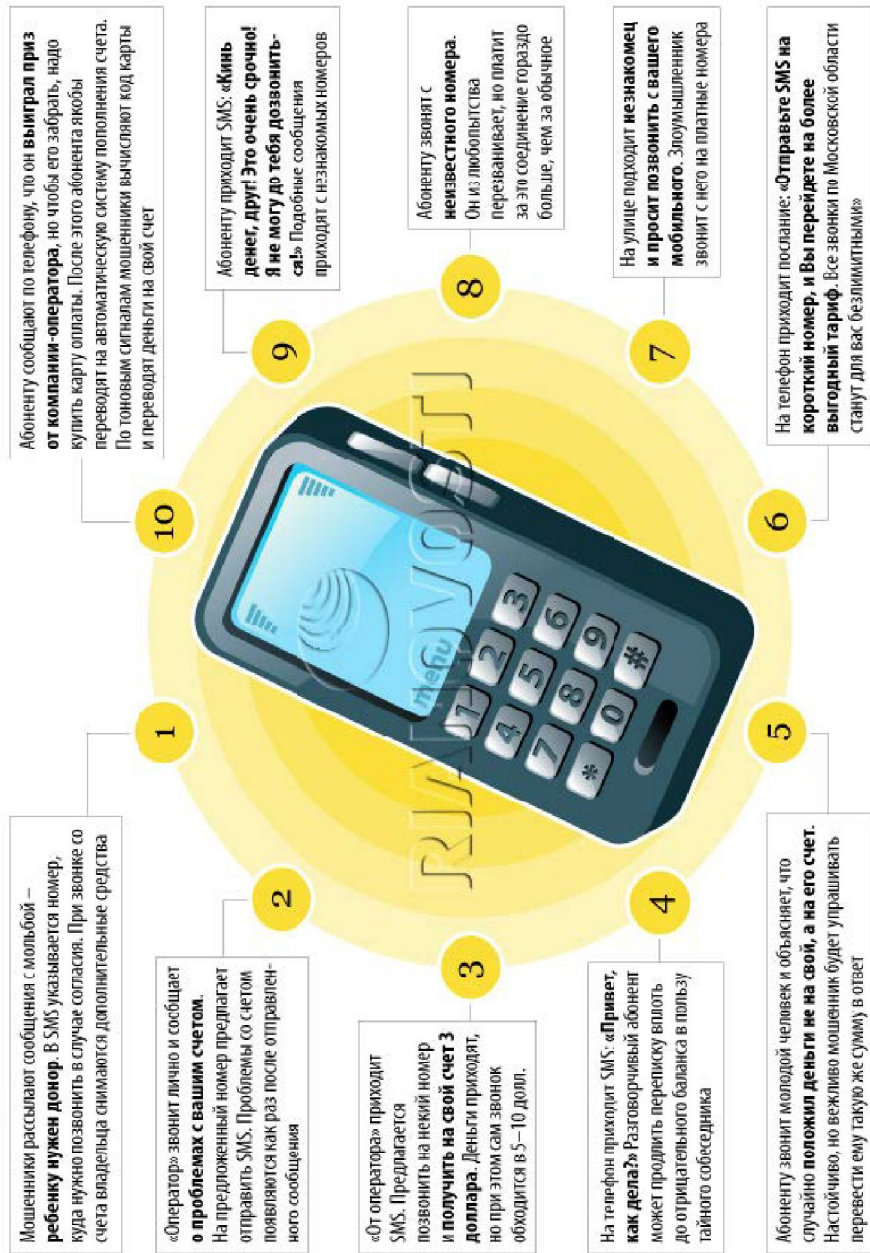 1
Мошенники рассылают сообщения с мольбой –
ребенку нужен донор. В SMS указывается номер,
куда нужно позвонить в случае согласия. При звонке со
счета владельца снимаются дополнительные средства
2
«Оператор» звонит лично и сообщает
о проблемах с вашим счетом.
На предложенный номер предлагает
отправить SMS. Проблемы со счетом
появляются как раз после отправлен-
ного сообщения
3
«От оператора» приходит
SMS. Предлагается
позвонить на некий номер
и получить на свой счет 3
доллара. Деньги приходят,
но при этом сам звонок
обходится в 5–10 долл.
4
На телефон приходит SMS: «Привет,
как дела?» Разговорчивый абонент
может продлить переписку вплоть
до отрицательного баланса в пользу
тайного собеседника
5
Абоненту звонит молодой человек и объясняет, что
случайно положил деньги не на свой, а на его счет.
Настойчиво, но вежливо мошенник будет упрашивать
перевести ему такую же сумму в ответ
6
На телефон приходит послание: «Отправьте SMS на
короткий номер, и Вы перейдете на более
выгодный тариф. Все звонки по Московской области
станут для вас безлимитными»
7
На улице подходит незнакомец
и просит позвонить с вашего
мобильного. Злоумышленник
звонит с него на платные номера
8
Абоненту звонят с
неизвестного номера.
Он из любопытства
перезванивает, но платит
за это соединение гораздо
больше, чем за обычное
9
Абоненту приходит SMS: «Кинь
денег, друг! Это очень срочно!
Я не могу до тебя дозвонить-
ся!» Подобные сообщения
приходят с незнакомых номеров
10
Абоненту сообщают по телефону, что он выиграл приз
от компании-оператора, но чтобы его забрать, надо
купить карту оплаты. После этого абонента якобы
переводят на автоматическую систему пополнения счета.
По тоновым сигналам мошенники вычисляют код карты
и переводят деньги на свой счет
menu
1 2 3
4 5 6
7 8 9
* 0 #
RIANOVOSTI